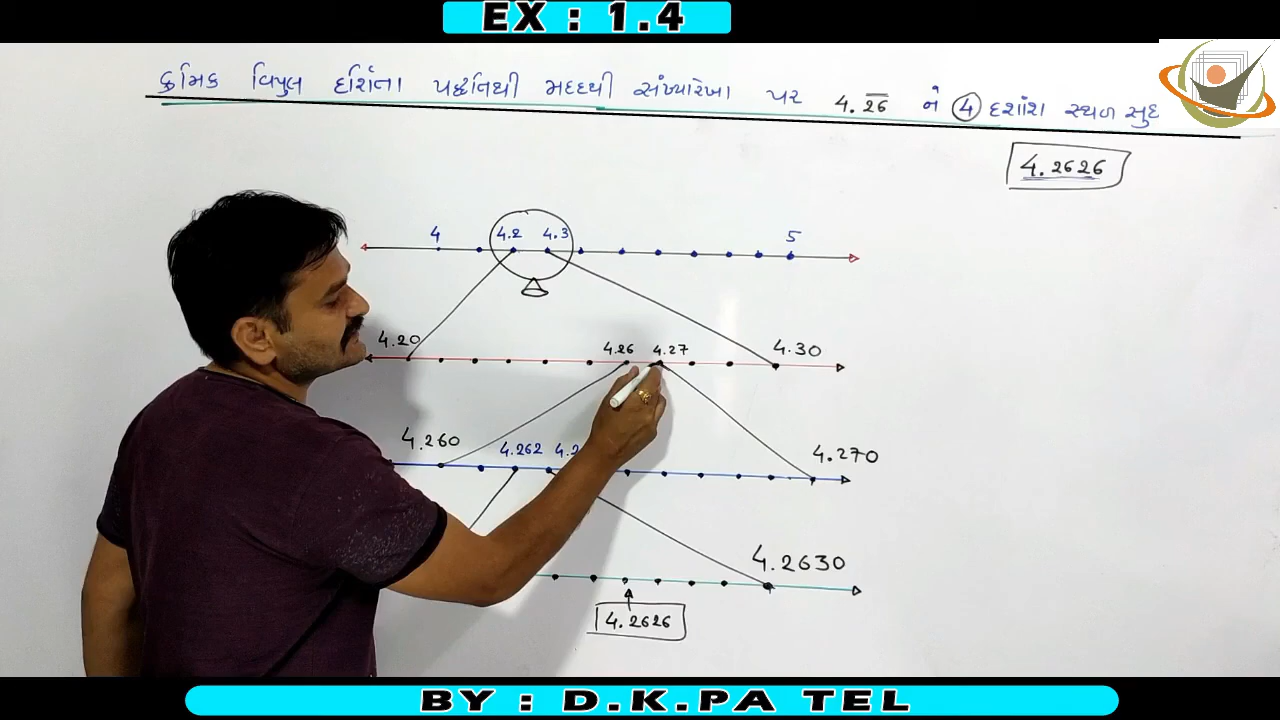 EX : 1.4
ક્રમિક વિપુલ દર્શિતા પદ્ધતિથી મદદથી સંખ્યારેખા પર 4.2̅6̅ ને 4 દશાંશ સ્થળ સુધ
4.2626
4 4.2 4.3 5
4.20 4.26 4.27 4.30
4.260 4.262 4.270
4.2630
4.2626
BY : D.K.PA TEL